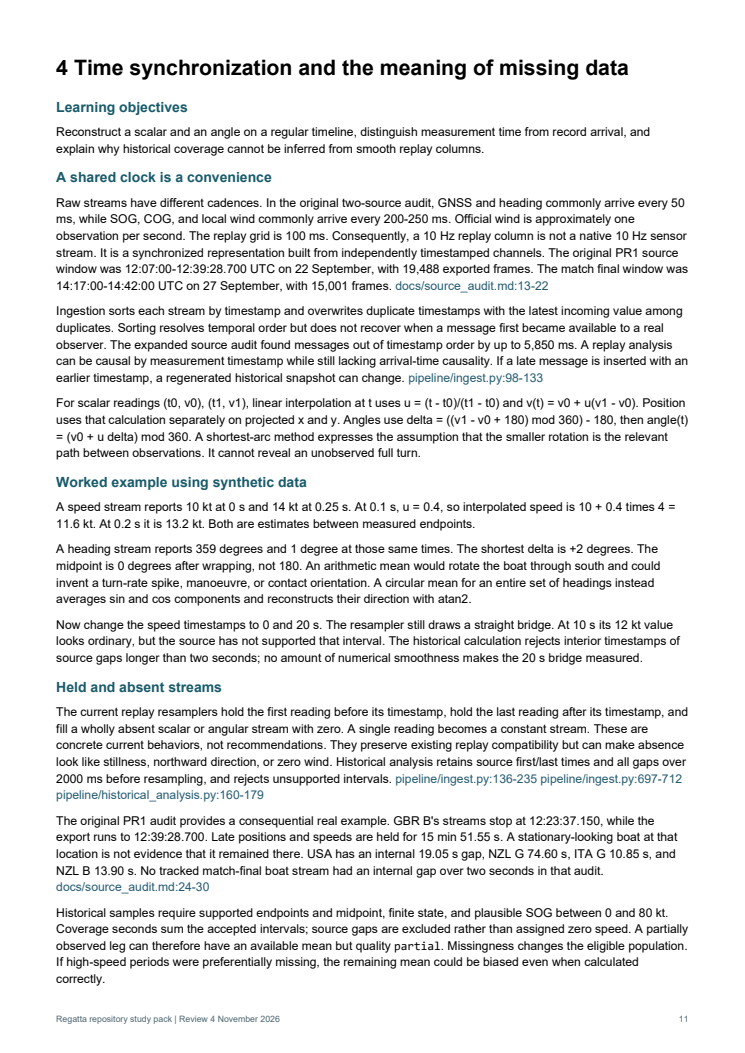 4 Time synchronization and the meaning of missing data
Learning objectives
Reconstruct a scalar and an angle on a regular timeline, distinguish measurement time from record arrival, and
explain why historical coverage cannot be inferred from smooth replay columns.
A shared clock is a convenience
Raw streams have different cadences. In the original two-source audit, GNSS and heading commonly arrive every 50
ms, while SOG, COG, and local wind commonly arrive every 200-250 ms. Official wind is approximately one
observation per second. The replay grid is 100 ms. Consequently, a 10 Hz replay column is not a native 10 Hz sensor
stream. It is a synchronized representation built from independently timestamped channels. The original PR1 source
window was 12:07:00-12:39:28.700 UTC on 22 September, with 19,488 exported frames. The match final window was
14:17:00-14:42:00 UTC on 27 September, with 15,001 frames. docs/source_audit.md:13-22
Ingestion sorts each stream by timestamp and overwrites duplicate timestamps with the latest incoming value among
duplicates. Sorting resolves temporal order but does not recover when a message first became available to a real
observer. The expanded source audit found messages out of timestamp order by up to 5,850 ms. A replay analysis
can be causal by measurement timestamp while still lacking arrival-time causality. If a late message is inserted with an
earlier timestamp, a regenerated historical snapshot can change. pipeline/ingest.py:98-133
For scalar readings (t0, v0), (t1, v1), linear interpolation at t uses u = (t - t0)/(t1 - t0) and v(t) = v0 + u(v1 - v0). Position
uses that calculation separately on projected x and y. Angles use delta = ((v1 - v0 + 180) mod 360) - 180, then angle(t)
= (v0 + u delta) mod 360. A shortest-arc method expresses the assumption that the smaller rotation is the relevant
path between observations. It cannot reveal an unobserved full turn.
Worked example using synthetic data
A speed stream reports 10 kt at 0 s and 14 kt at 0.25 s. At 0.1 s, u = 0.4, so interpolated speed is 10 + 0.4 times 4 =
11.6 kt. At 0.2 s it is 13.2 kt. Both are estimates between measured endpoints.
A heading stream reports 359 degrees and 1 degree at those same times. The shortest delta is +2 degrees. The
midpoint is 0 degrees after wrapping, not 180. An arithmetic mean would rotate the boat through south and could
invent a turn-rate spike, manoeuvre, or contact orientation. A circular mean for an entire set of headings instead
averages sin and cos components and reconstructs their direction with atan2.
Now change the speed timestamps to 0 and 20 s. The resampler still draws a straight bridge. At 10 s its 12 kt value
looks ordinary, but the source has not supported that interval. The historical calculation rejects interior timestamps of
source gaps longer than two seconds; no amount of numerical smoothness makes the 20 s bridge measured.
Held and absent streams
The current replay resamplers hold the first reading before its timestamp, hold the last reading after its timestamp, and
fill a wholly absent scalar or angular stream with zero. A single reading becomes a constant stream. These are
concrete current behaviors, not recommendations. They preserve existing replay compatibility but can make absence
look like stillness, northward direction, or zero wind. Historical analysis retains source first/last times and all gaps over
2000 ms before resampling, and rejects unsupported intervals. pipeline/ingest.py:136-235 pipeline/ingest.py:697-712
pipeline/historical_analysis.py:160-179
The original PR1 audit provides a consequential real example. GBR B's streams stop at 12:23:37.150, while the
export runs to 12:39:28.700. Late positions and speeds are held for 15 min 51.55 s. A stationary-looking boat at that
location is not evidence that it remained there. USA has an internal 19.05 s gap, NZL G 74.60 s, ITA G 10.85 s, and
NZL B 13.90 s. No tracked match-final boat stream had an internal gap over two seconds in that audit.
docs/source_audit.md:24-30
Historical samples require supported endpoints and midpoint, finite state, and plausible SOG between 0 and 80 kt.
Coverage seconds sum the accepted intervals; source gaps are excluded rather than assigned zero speed. A partially
observed leg can therefore have an available mean but quality partial. Missingness changes the eligible population.
If high-speed periods were preferentially missing, the remaining mean could be biased even when calculated
correctly.
Regatta repository study pack | Review 4 November 2026
11